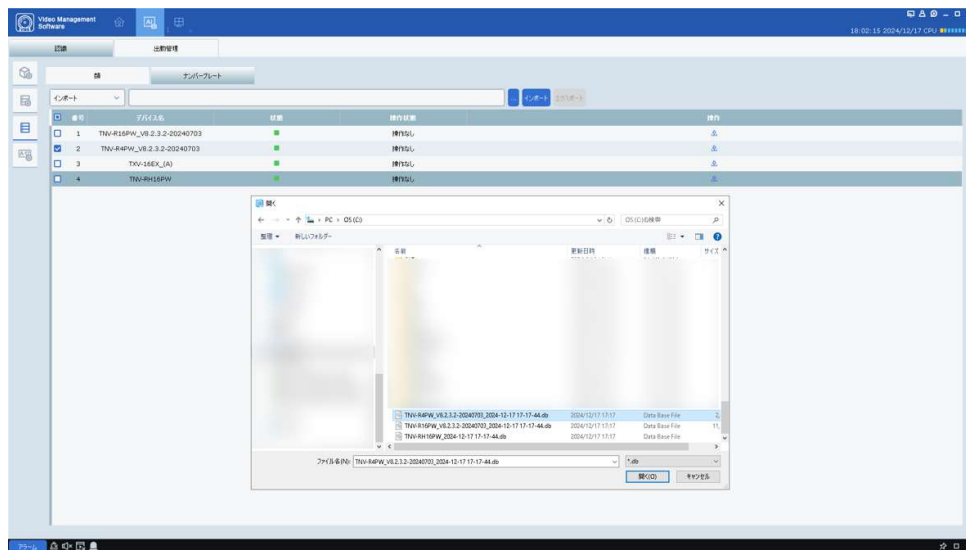 Video Management
Software
AI
18:02:15 2024/12/17 CPU
認識
出勤管理
顔
ナンバープレート
インポート
...
インポート
エクスポート
番号 デバイス名 状態 操作状態 操作
1 TNV-R16PW_V8.2.3.2-20240703 操作なし
2 TNV-R4PW_V8.2.3.2-20240703 操作なし
3 TXV-16EX_(A) 操作なし
4 TNV-RH16PW 操作なし
開く
PC › OS (C:)
OS (C:)の検索
整理
新しいフォルダー
名前 更新日時 種類 サイズ
TNV-R4PW_V8.2.3.2-20240703_2024-12-17 17-17-44.db 2024/12/17 17:17 Data Base File 2,
TNV-R16PW_V8.2.3.2-20240703_2024-12-17 17-17-44.db 2024/12/17 17:17 Data Base File 11,
TNV-RH16PW_2024-12-17 17-17-44.db 2024/12/17 17:17 Data Base File
ファイル名(N): TNV-R4PW_V8.2.3.2-20240703_2024-12-17 17-17-44.db
*.db
開く(O)
キャンセル
アラーム